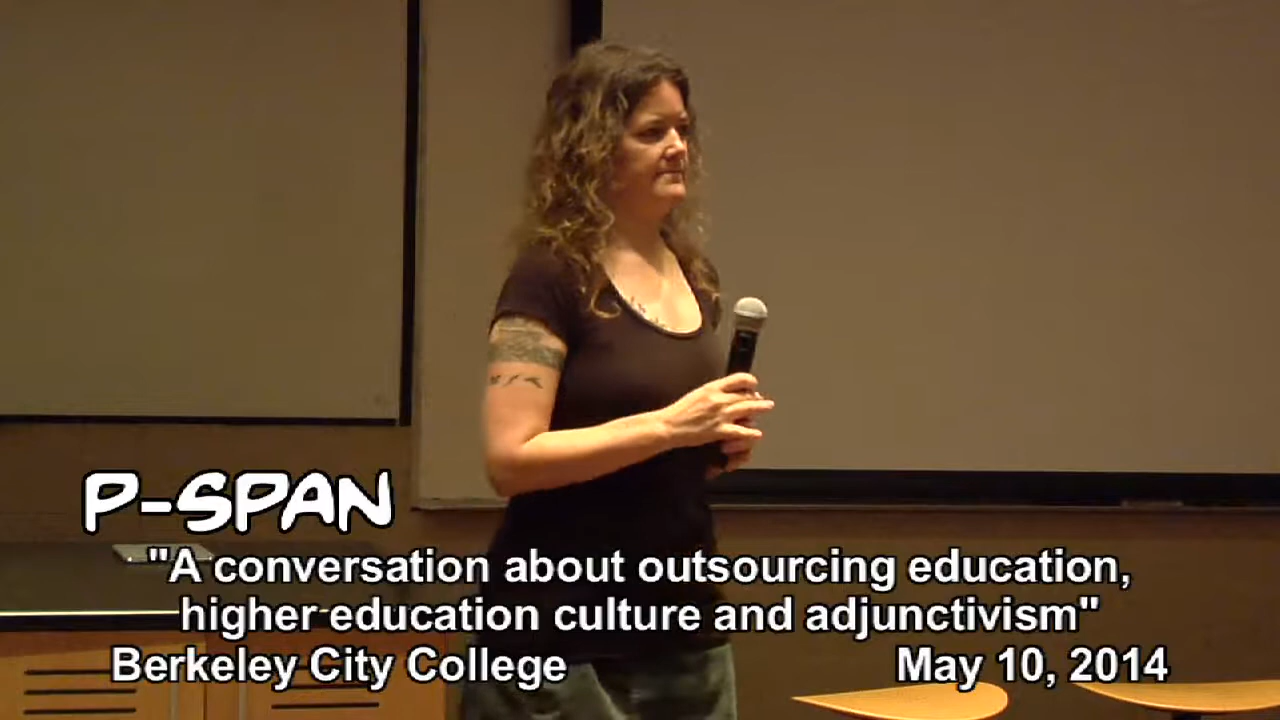 P-SPAN
"A conversation about outsourcing education,
higher education culture and adjunctivism"
Berkeley City College May 10, 2014